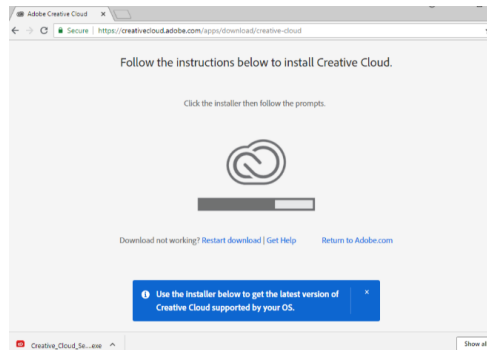 Adobe Creative Cloud
Secure | https://creativecloud.adobe.com/apps/download/creative-cloud
Follow the instructions below to install Creative Cloud.
Click the installer then follow the prompts.
Download not working? Restart download | Get Help Return to Adobe.com
Use the installer below to get the latest version of
Creative Cloud supported by your OS.
Creative_Cloud_Se....exe
Show all